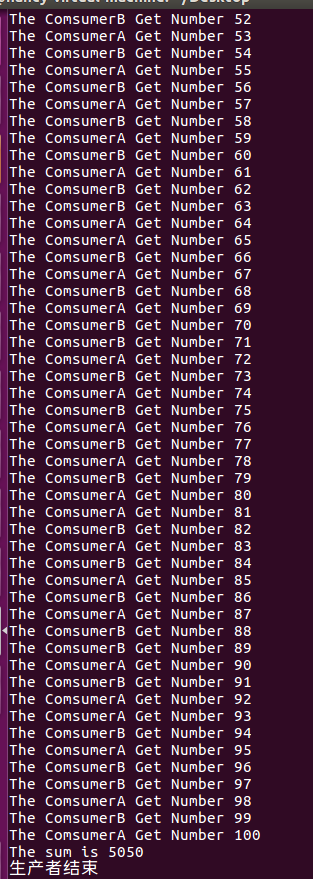 The ComsumerB Get Number 52
The ComsumerA Get Number 53
The ComsumerB Get Number 54
The ComsumerA Get Number 55
The ComsumerB Get Number 56
The ComsumerA Get Number 57
The ComsumerB Get Number 58
The ComsumerA Get Number 59
The ComsumerB Get Number 60
The ComsumerA Get Number 61
The ComsumerB Get Number 62
The ComsumerB Get Number 63
The ComsumerA Get Number 64
The ComsumerA Get Number 65
The ComsumerB Get Number 66
The ComsumerA Get Number 67
The ComsumerB Get Number 68
The ComsumerA Get Number 69
The ComsumerB Get Number 70
The ComsumerB Get Number 71
The ComsumerA Get Number 72
The ComsumerB Get Number 73
The ComsumerA Get Number 74
The ComsumerB Get Number 75
The ComsumerA Get Number 76
The ComsumerB Get Number 77
The ComsumerA Get Number 78
The ComsumerB Get Number 79
The ComsumerA Get Number 80
The ComsumerA Get Number 81
The ComsumerB Get Number 82
The ComsumerA Get Number 83
The ComsumerB Get Number 84
The ComsumerA Get Number 85
The ComsumerB Get Number 86
The ComsumerA Get Number 87
The ComsumerB Get Number 88
The ComsumerB Get Number 89
The ComsumerA Get Number 90
The ComsumerB Get Number 91
The ComsumerA Get Number 92
The ComsumerA Get Number 93
The ComsumerB Get Number 94
The ComsumerA Get Number 95
The ComsumerB Get Number 96
The ComsumerB Get Number 97
The ComsumerA Get Number 98
The ComsumerB Get Number 99
The ComsumerA Get Number 100
The sum is 5050
生产者结束